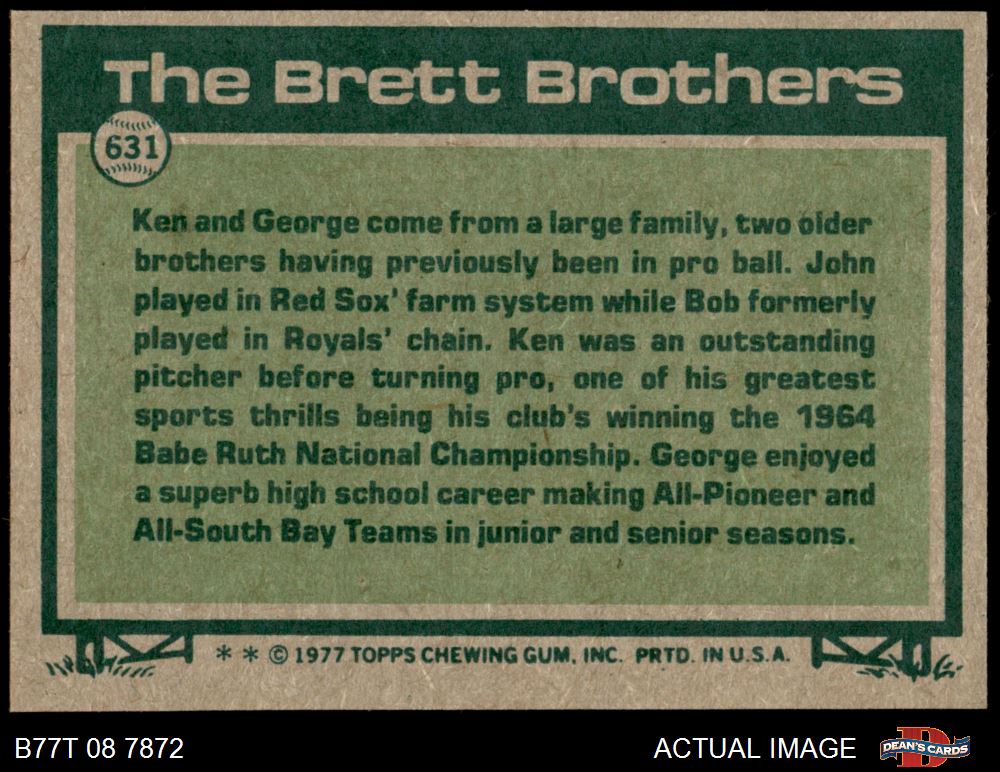 The Brett Brothers
631
Ken and George come from a large family, two older
brothers having previously been in pro ball. John
played in Red Sox' farm system while Bob formerly
played in Royals' chain. Ken was an outstanding
pitcher before turning pro, one of his greatest
sports thrills being his club's winning the 1964
Babe Ruth National Championship. George enjoyed
a superb high school career making All-Pioneer and
All-South Bay Teams in junior and senior seasons.
* * © 1977 TOPPS CHEWING GUM, INC. PRTD. IN U.S.A.
B77T 08 7872
ACTUAL IMAGE
D
DEAN'S CARDS